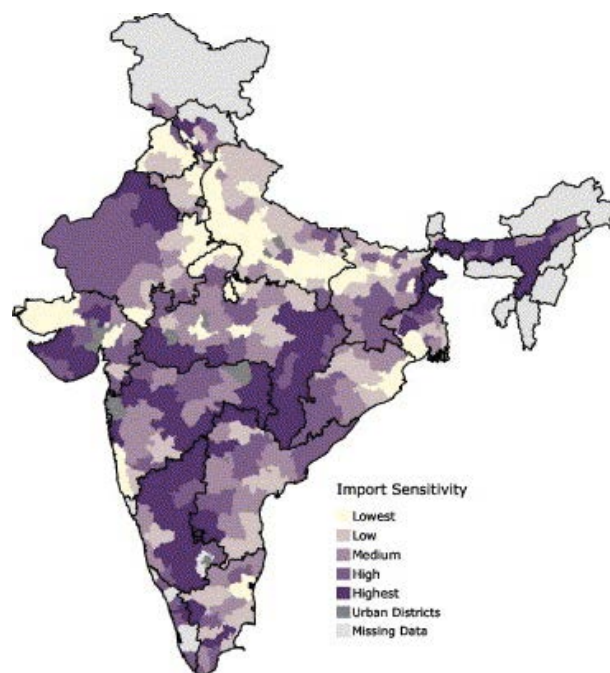 Import Sensitivity
Lowest
Low
Medium
High
Highest
Urban Districts
Missing Data